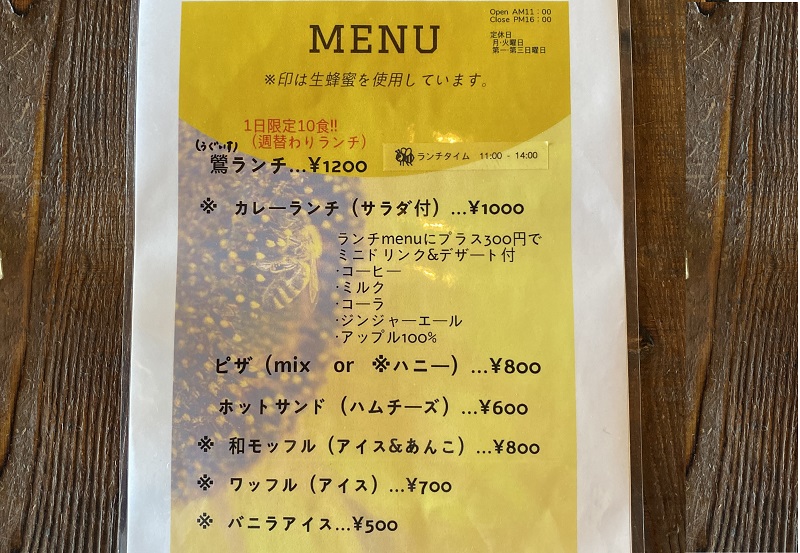 Open AM11:00
Close PM16:00
定休日
月·火曜日
第一·第三日曜日
MENU
※印は生蜂蜜を使用しています。
1日限定10食!!
(週替わりランチ)
(うぐいす)
鶯ランチ...¥1200
ランチタイム 11:00 - 14:00
※ カレーランチ(サラダ付)...¥1000
ランチmenuにプラス300円で
ミニドリンク&デザート付
·コーヒー
·ミルク
·コーラ
·ジンジャーエール
·アップル100%
ピザ(mix or ※ハニー)...¥800
ホットサンド(ハムチーズ)...¥600
※ 和モッフル(アイス&あんこ)...¥800
※ ワッフル(アイス)...¥700
※ バニラアイス...¥500